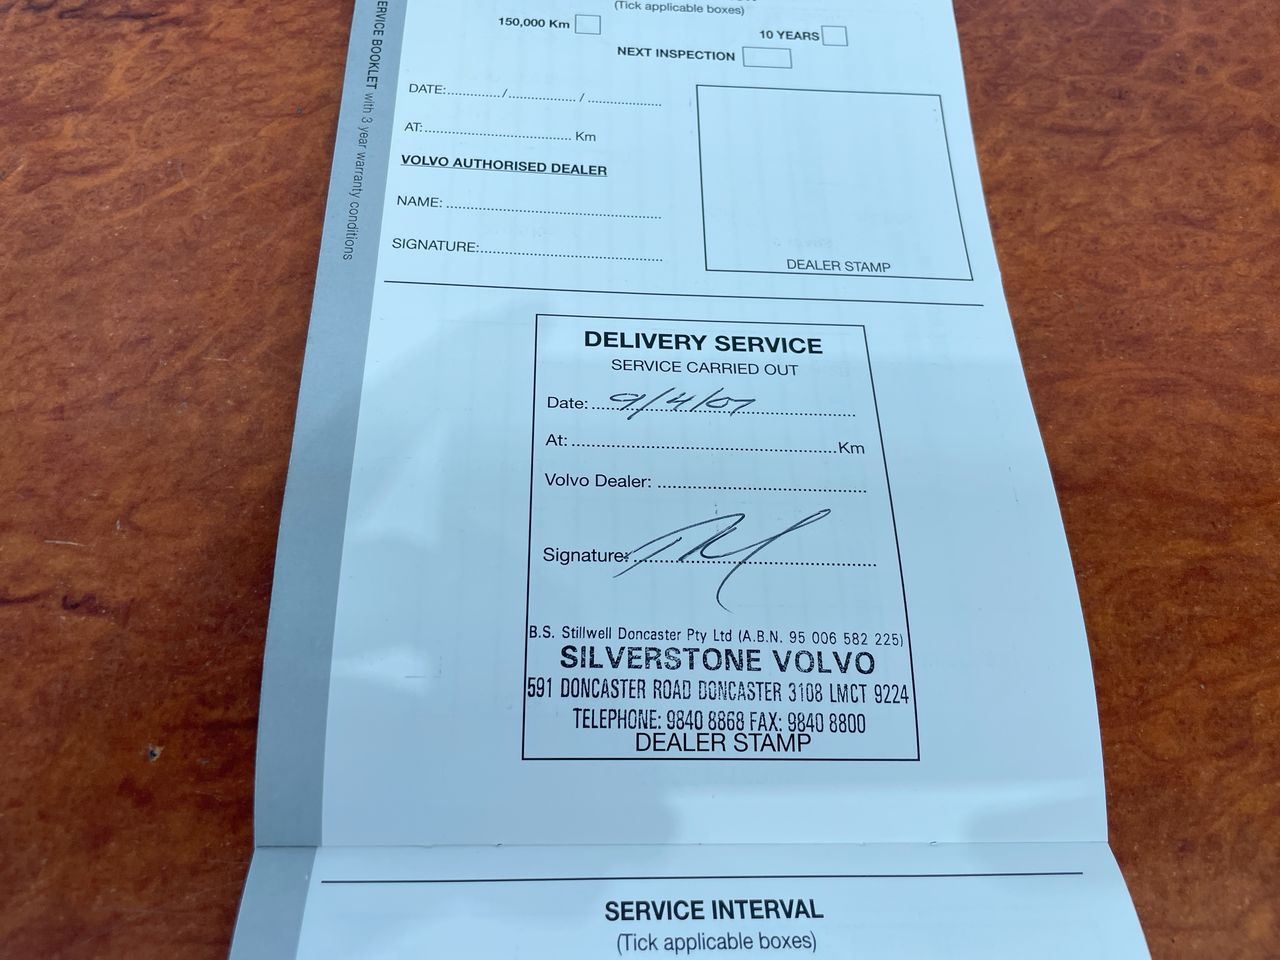 (Tick applicable boxes)
150,000 Km
10 YEARS
NEXT INSPECTION
DATE:............/................/.................
AT:.................................. Km
VOLVO AUTHORISED DEALER
NAME: ..................................................
SIGNATURE:..........................................
DEALER STAMP
ERVICE BOOKLET with 3 year warranty conditions
DELIVERY SERVICE
SERVICE CARRIED OUT
Date: 9/4/07
At: ..................................................Km
Volvo Dealer: ........................................
Signature:
B.S. Stillwell Doncaster Pty Ltd (A.B.N. 95 006 582 225)
SILVERSTONE VOLVO
591 DONCASTER ROAD DONCASTER 3108 LMCT 9224
TELEPHONE: 9840 8868 FAX: 9840 8800
DEALER STAMP
SERVICE INTERVAL
(Tick applicable boxes)